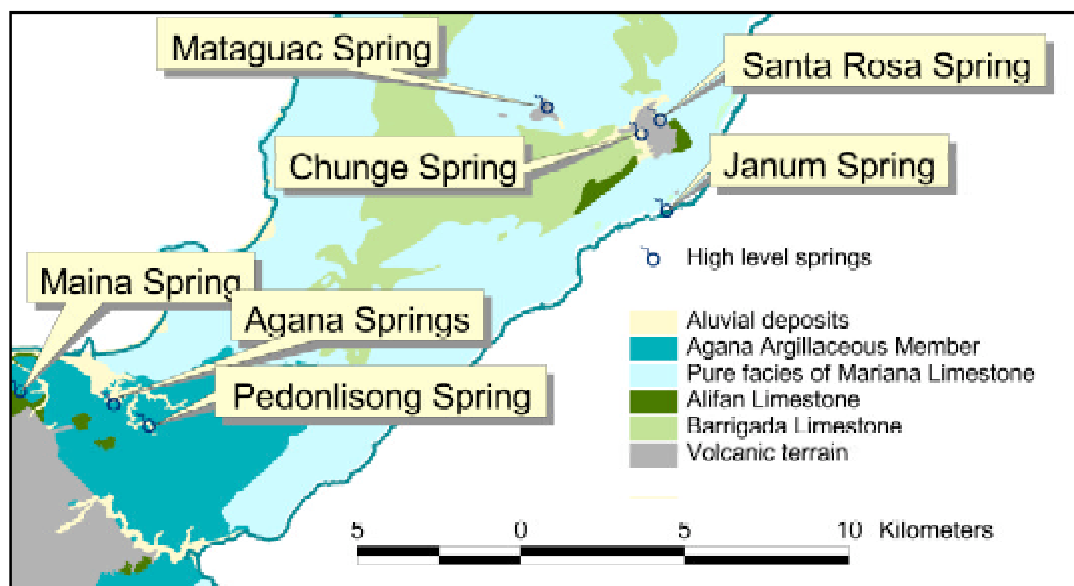 Mataguac Spring
Santa Rosa Spring
Chunge Spring
Janum Spring
High level springs
Maina Spring
Agana Springs
Pedonlisong Spring
Aluvial deposits
Agana Argillaceous Member
Pure facies of Mariana Limestone
Alifan Limestone
Barrigada Limestone
Volcanic terrain
5 0 5 10 Kilometers